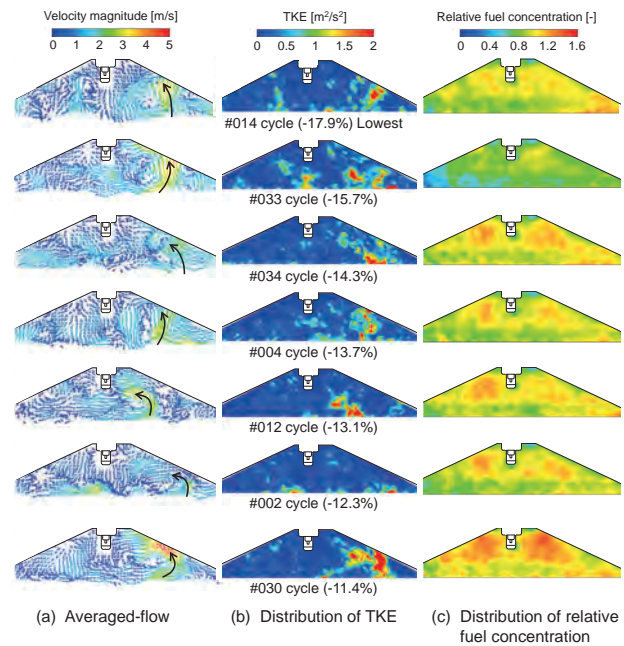 Velocity magnitude [m/s]
TKE [m²/s²]
Relative fuel concentration [-]
0 1 2 3 4 5
0 0.5 1 1.5 2
0 0.4 0.8 1.2 1.6
#014 cycle (-17.9%) Lowest
#033 cycle (-15.7%)
#034 cycle (-14.3%)
#004 cycle (-13.7%)
#012 cycle (-13.1%)
#002 cycle (-12.3%)
#030 cycle (-11.4%)
(a) Averaged-flow
(b) Distribution of TKE
(c) Distribution of relative
fuel concentration